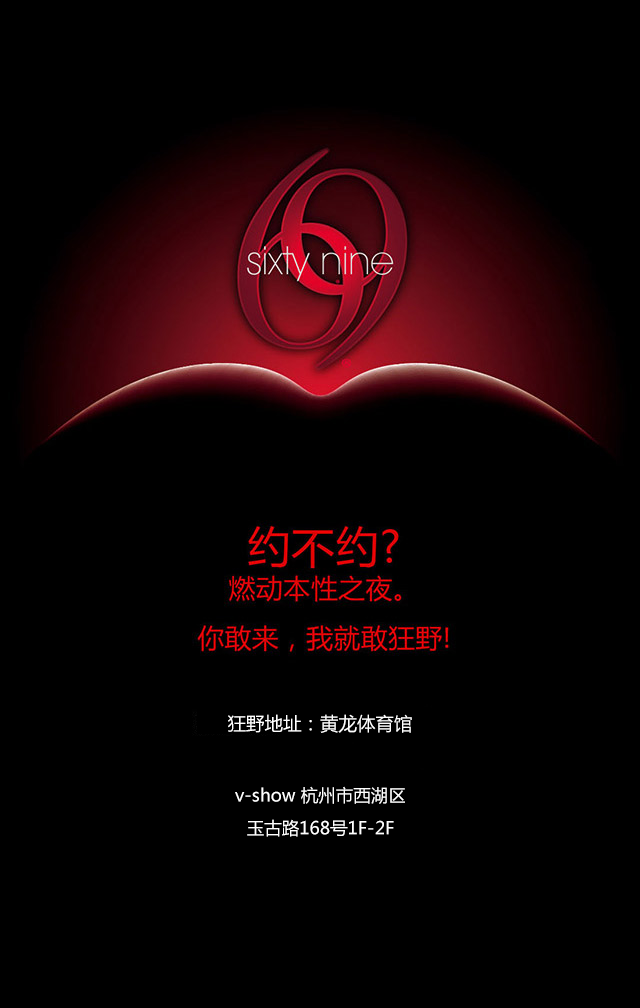 69
sixty nine
约不约?
燃动本性之夜。
你敢来，我就敢狂野!
狂野地址：黄龙体育馆
v-show 杭州市西湖区
玉古路168号1F-2F